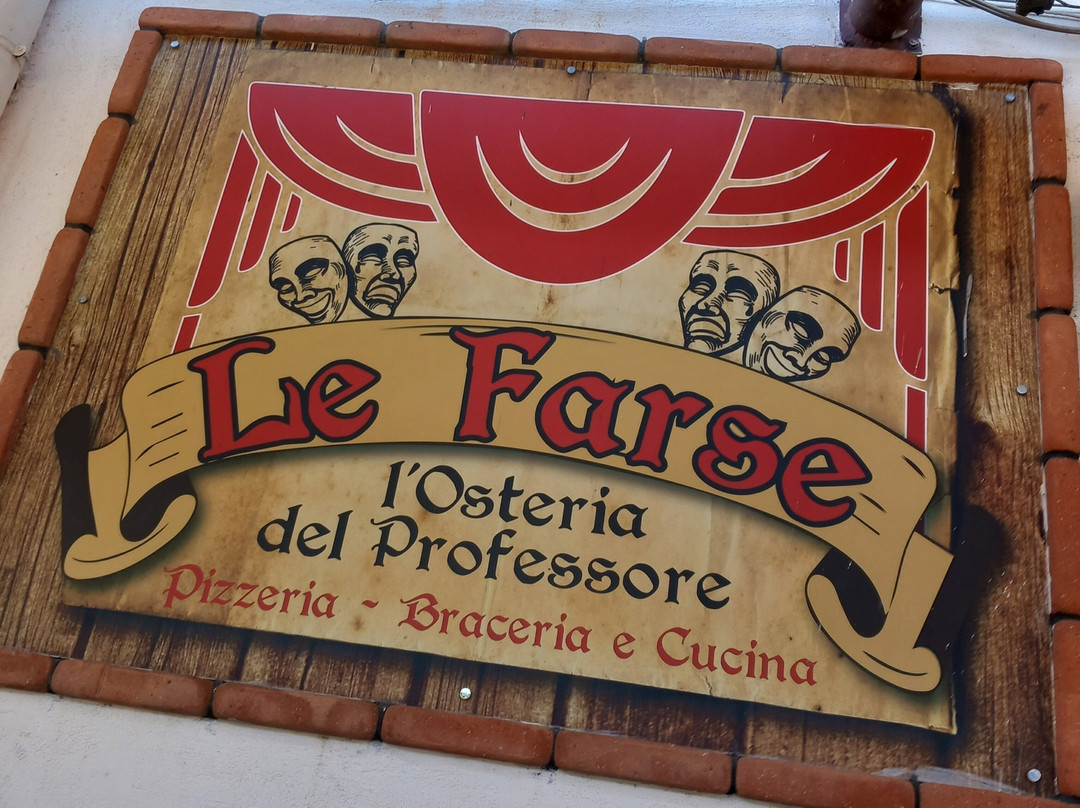 Le Farse
l'Osteria
del Professore
Pizzeria - Braceria e Cucina